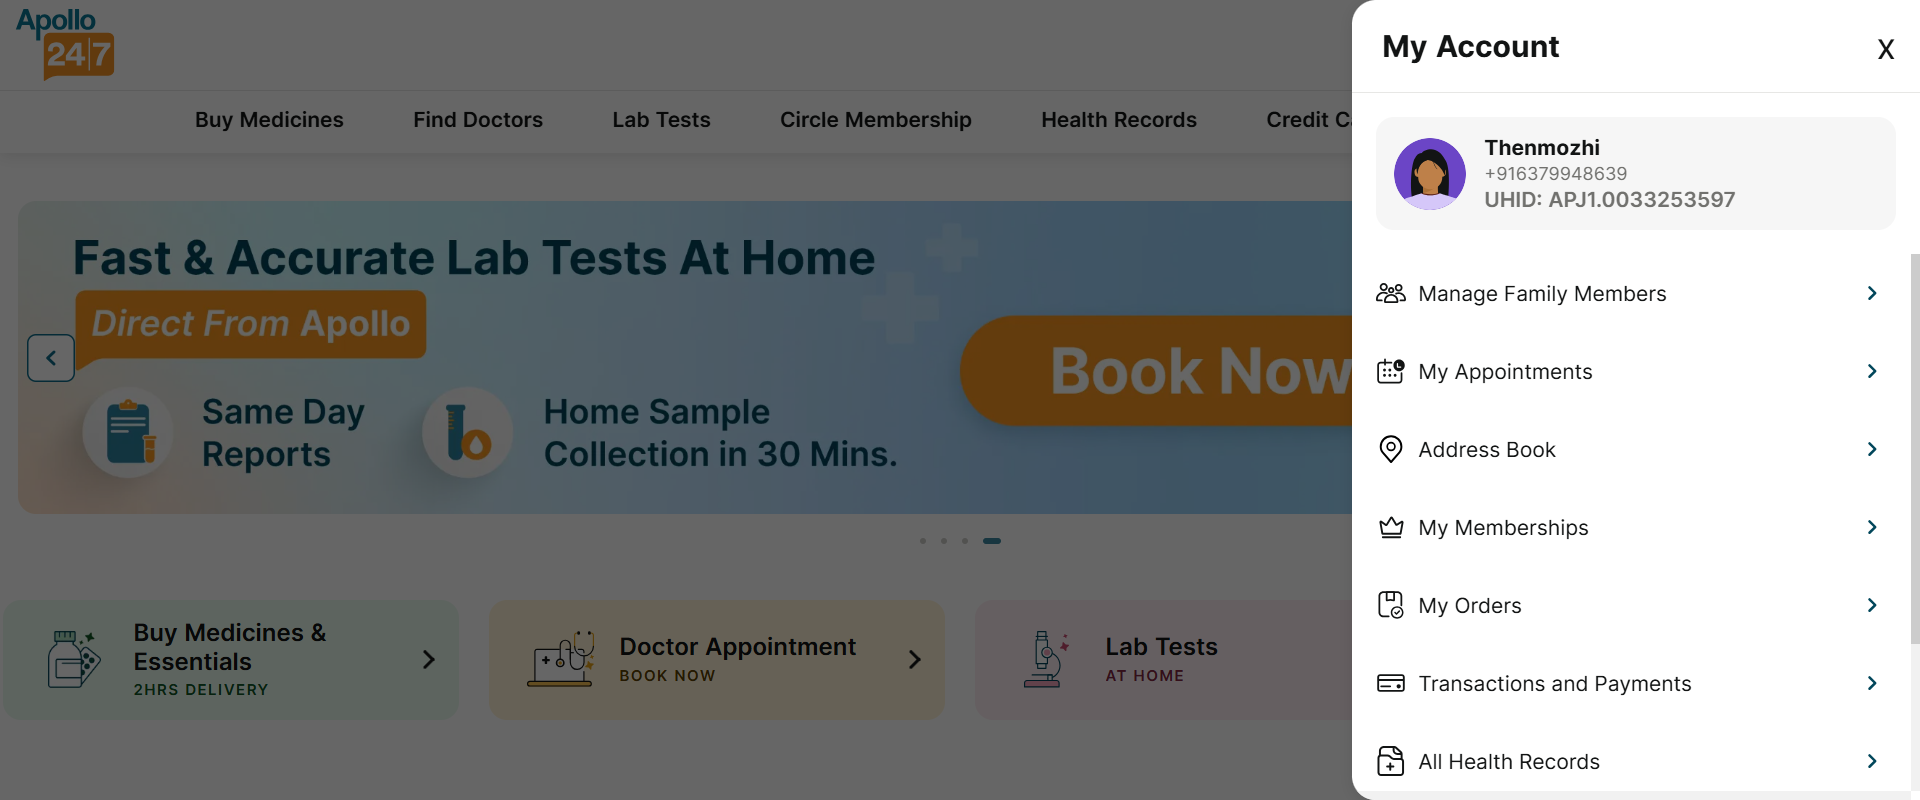 Apollo
24|7
Buy Medicines
Find Doctors
Lab Tests
Circle Membership
Health Records
Credit C
Fast & Accurate Lab Tests At Home
Direct From Apollo
Book Now
Same Day
Reports
Home Sample
Collection in 30 Mins.
Buy Medicines &
Essentials
2HRS DELIVERY
Doctor Appointment
BOOK NOW
Lab Tests
AT HOME
My Account
X
Thenmozhi
+916379948639
UHID: APJ1.0033253597
Manage Family Members
My Appointments
Address Book
My Memberships
My Orders
Transactions and Payments
All Health Records